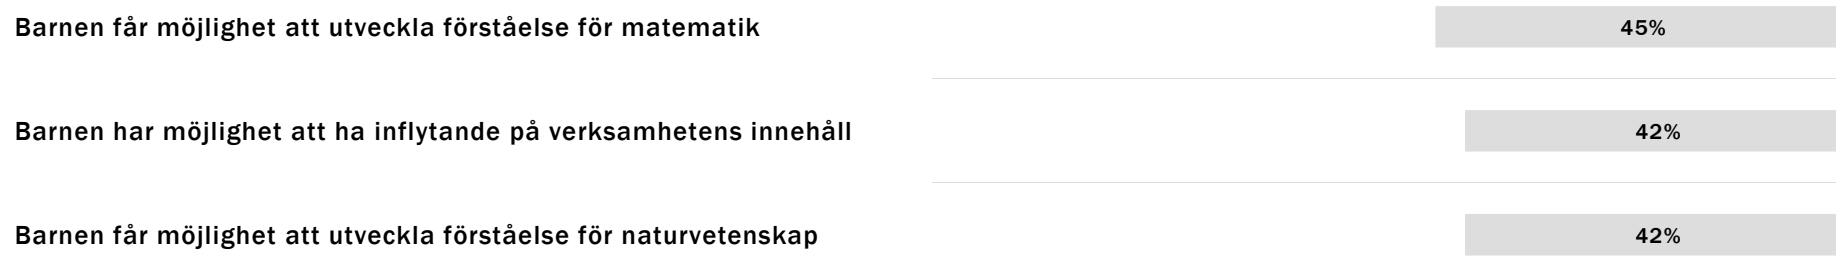 Barnen får möjlighet att utveckla förståelse för matematik 45%
Barnen har möjlighet att ha inflytande på verksamhetens innehåll 42%
Barnen får möjlighet att utveckla förståelse för naturvetenskap 42%